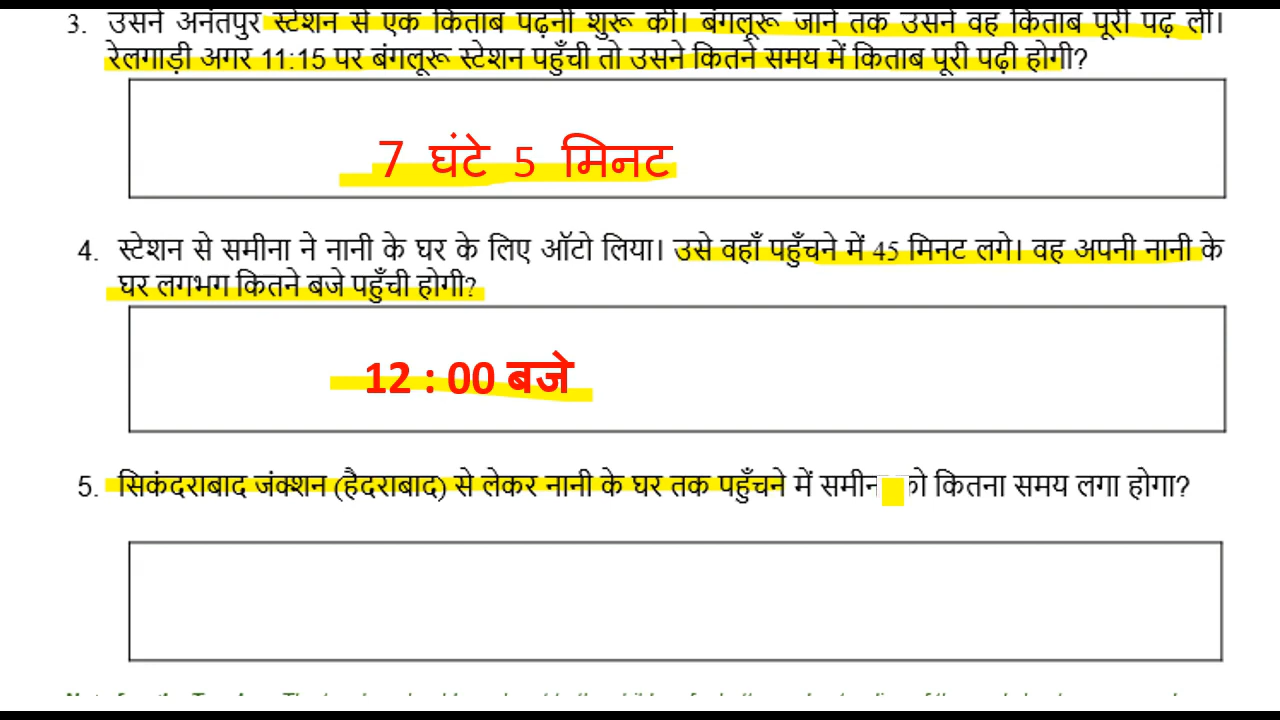 3. उसने अनंतपुर स्टेशन से एक किताब पढ़नी शुरू की। बंगलूरू जाने तक उसने वह किताब पूरी पढ़ ली।
रेलगाड़ी अगर 11:15 पर बंगलूरू स्टेशन पहुँची तो उसने कितने समय में किताब पूरी पढ़ी होगी?
7 घंटे 5 मिनट
4. स्टेशन से समीना ने नानी के घर के लिए ऑटो लिया। उसे वहाँ पहुँचने में 45 मिनट लगे। वह अपनी नानी के
घर लगभग कितने बजे पहुँची होगी?
12 : 00 बजे
5. सिकंदराबाद जंक्शन (हैदराबाद) से लेकर नानी के घर तक पहुँचने में को कितना समय लगा होगा?